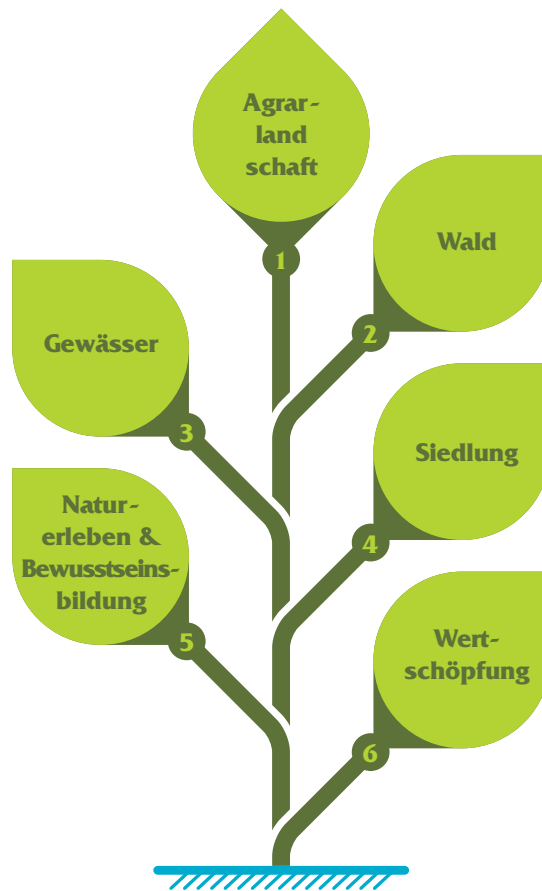 Agrar-
land
schaft
1
Wald
2
Gewässer
3
Siedlung
4
Natur-
erleben &
Bewusstseins-
bildung
5
Wert-
schöpfung
6